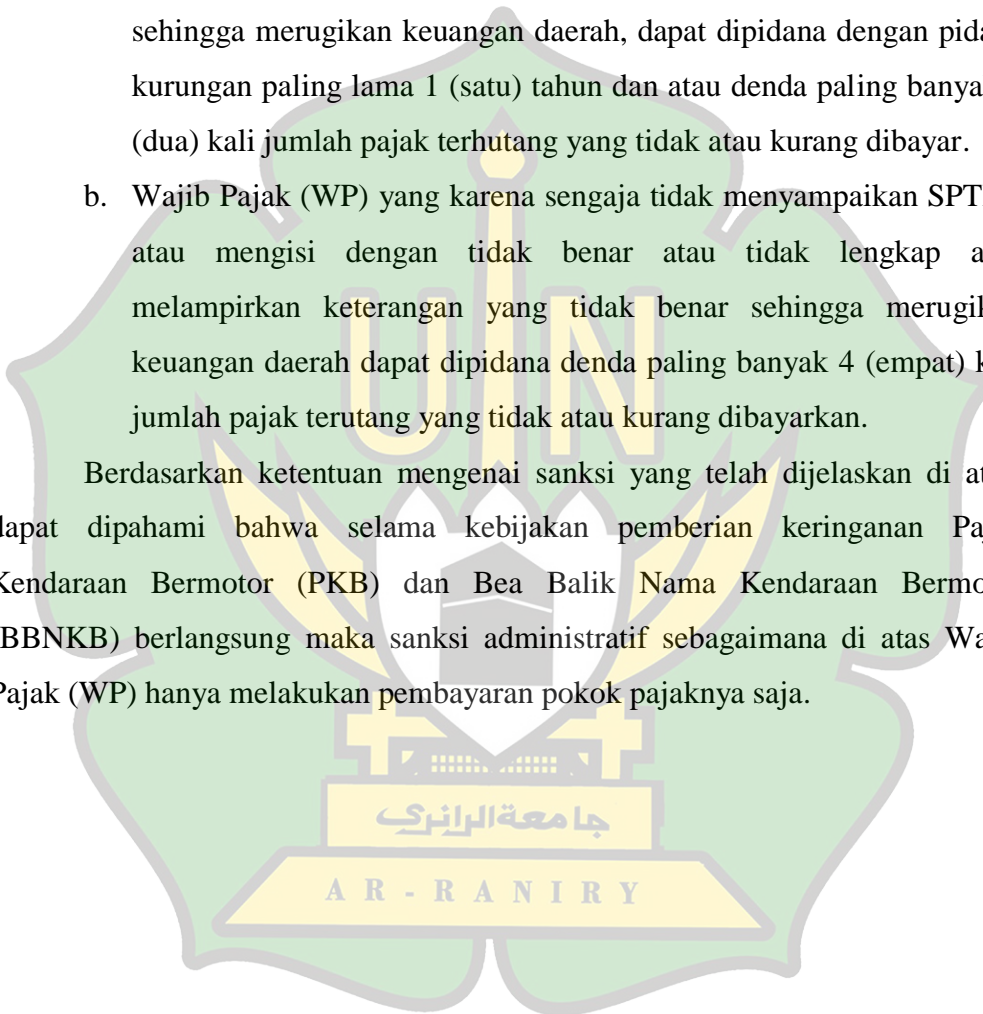 sehingga merugikan keuangan daerah, dapat dipidana dengan pida
kurungan paling lama 1 (satu) tahun dan atau denda paling banya
(dua) kali jumlah pajak terhutang yang tidak atau kurang dibayar.
b. Wajib Pajak (WP) yang karena sengaja tidak menyampaikan SPT
atau mengisi dengan tidak benar atau tidak lengkap a
melampirkan keterangan yang tidak benar sehingga merugik
keuangan daerah dapat dipidana denda paling banyak 4 (empat) k
jumlah pajak terutang yang tidak atau kurang dibayarkan.
Berdasarkan ketentuan mengenai sanksi yang telah dijelaskan di at
dapat dipahami bahwa selama kebijakan pemberian keringanan Paj
Kendaraan Bermotor (PKB) dan Bea Balik Nama Kendaraan Bermo
BBNKB) berlangsung maka sanksi administratif sebagaimana di atas Wa
Pajak (WP) hanya melakukan pembayaran pokok pajaknya saja.
UIN
جامعة الرانري
AR-RANIRY